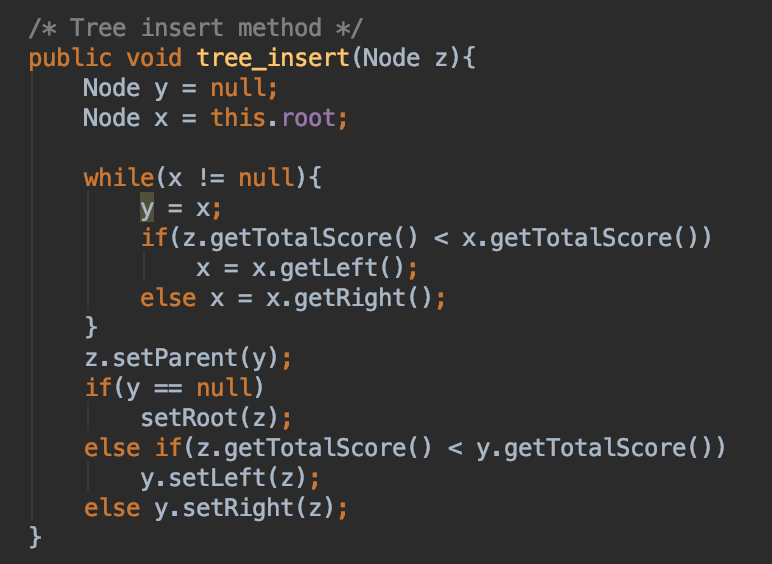 /* Tree insert method */
public void tree_insert(Node z){
Node y = null;
Node x = this.root;
while(x != null){
y = x;
if(z.getTotalScore() < x.getTotalScore())
x = x.getLeft();
else x = x.getRight();
}
z.setParent(y);
if(y == null)
setRoot(z);
else if(z.getTotalScore() < y.getTotalScore())
y.setLeft(z);
else y.setRight(z);
}